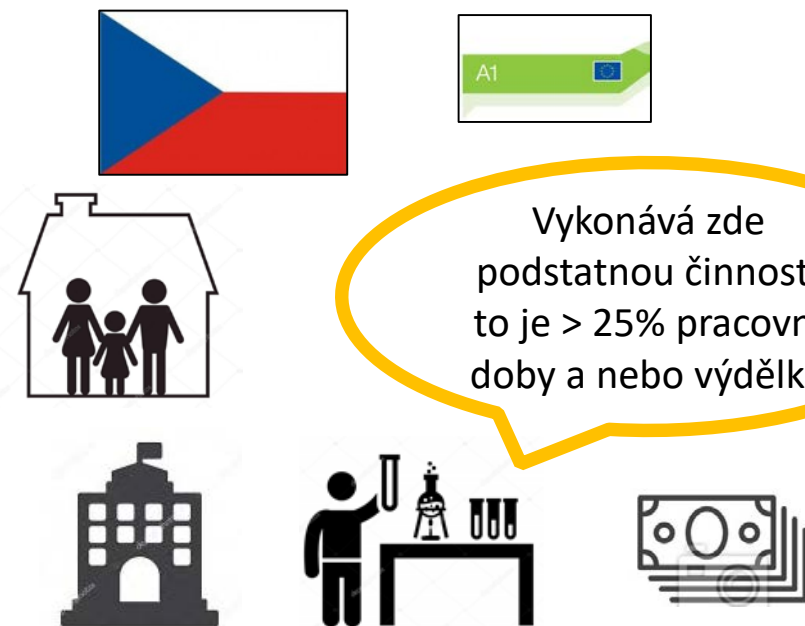 A1
Vykonává zde
podstatnou činnost
to je > 25% pracovn
doby a nebo výdělk